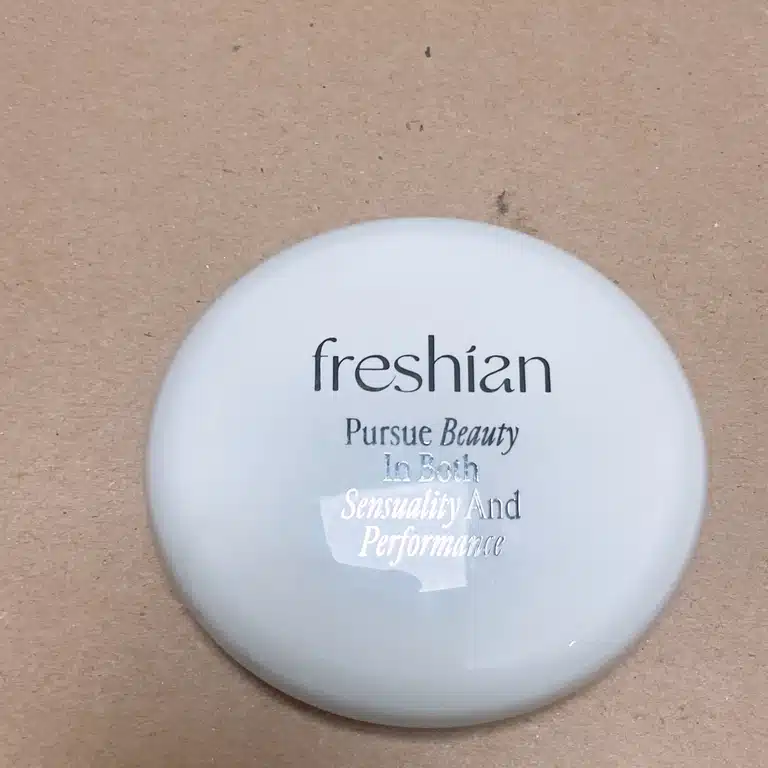 freshian
Pursue Beauty
In Both
Sensuality And
Performance